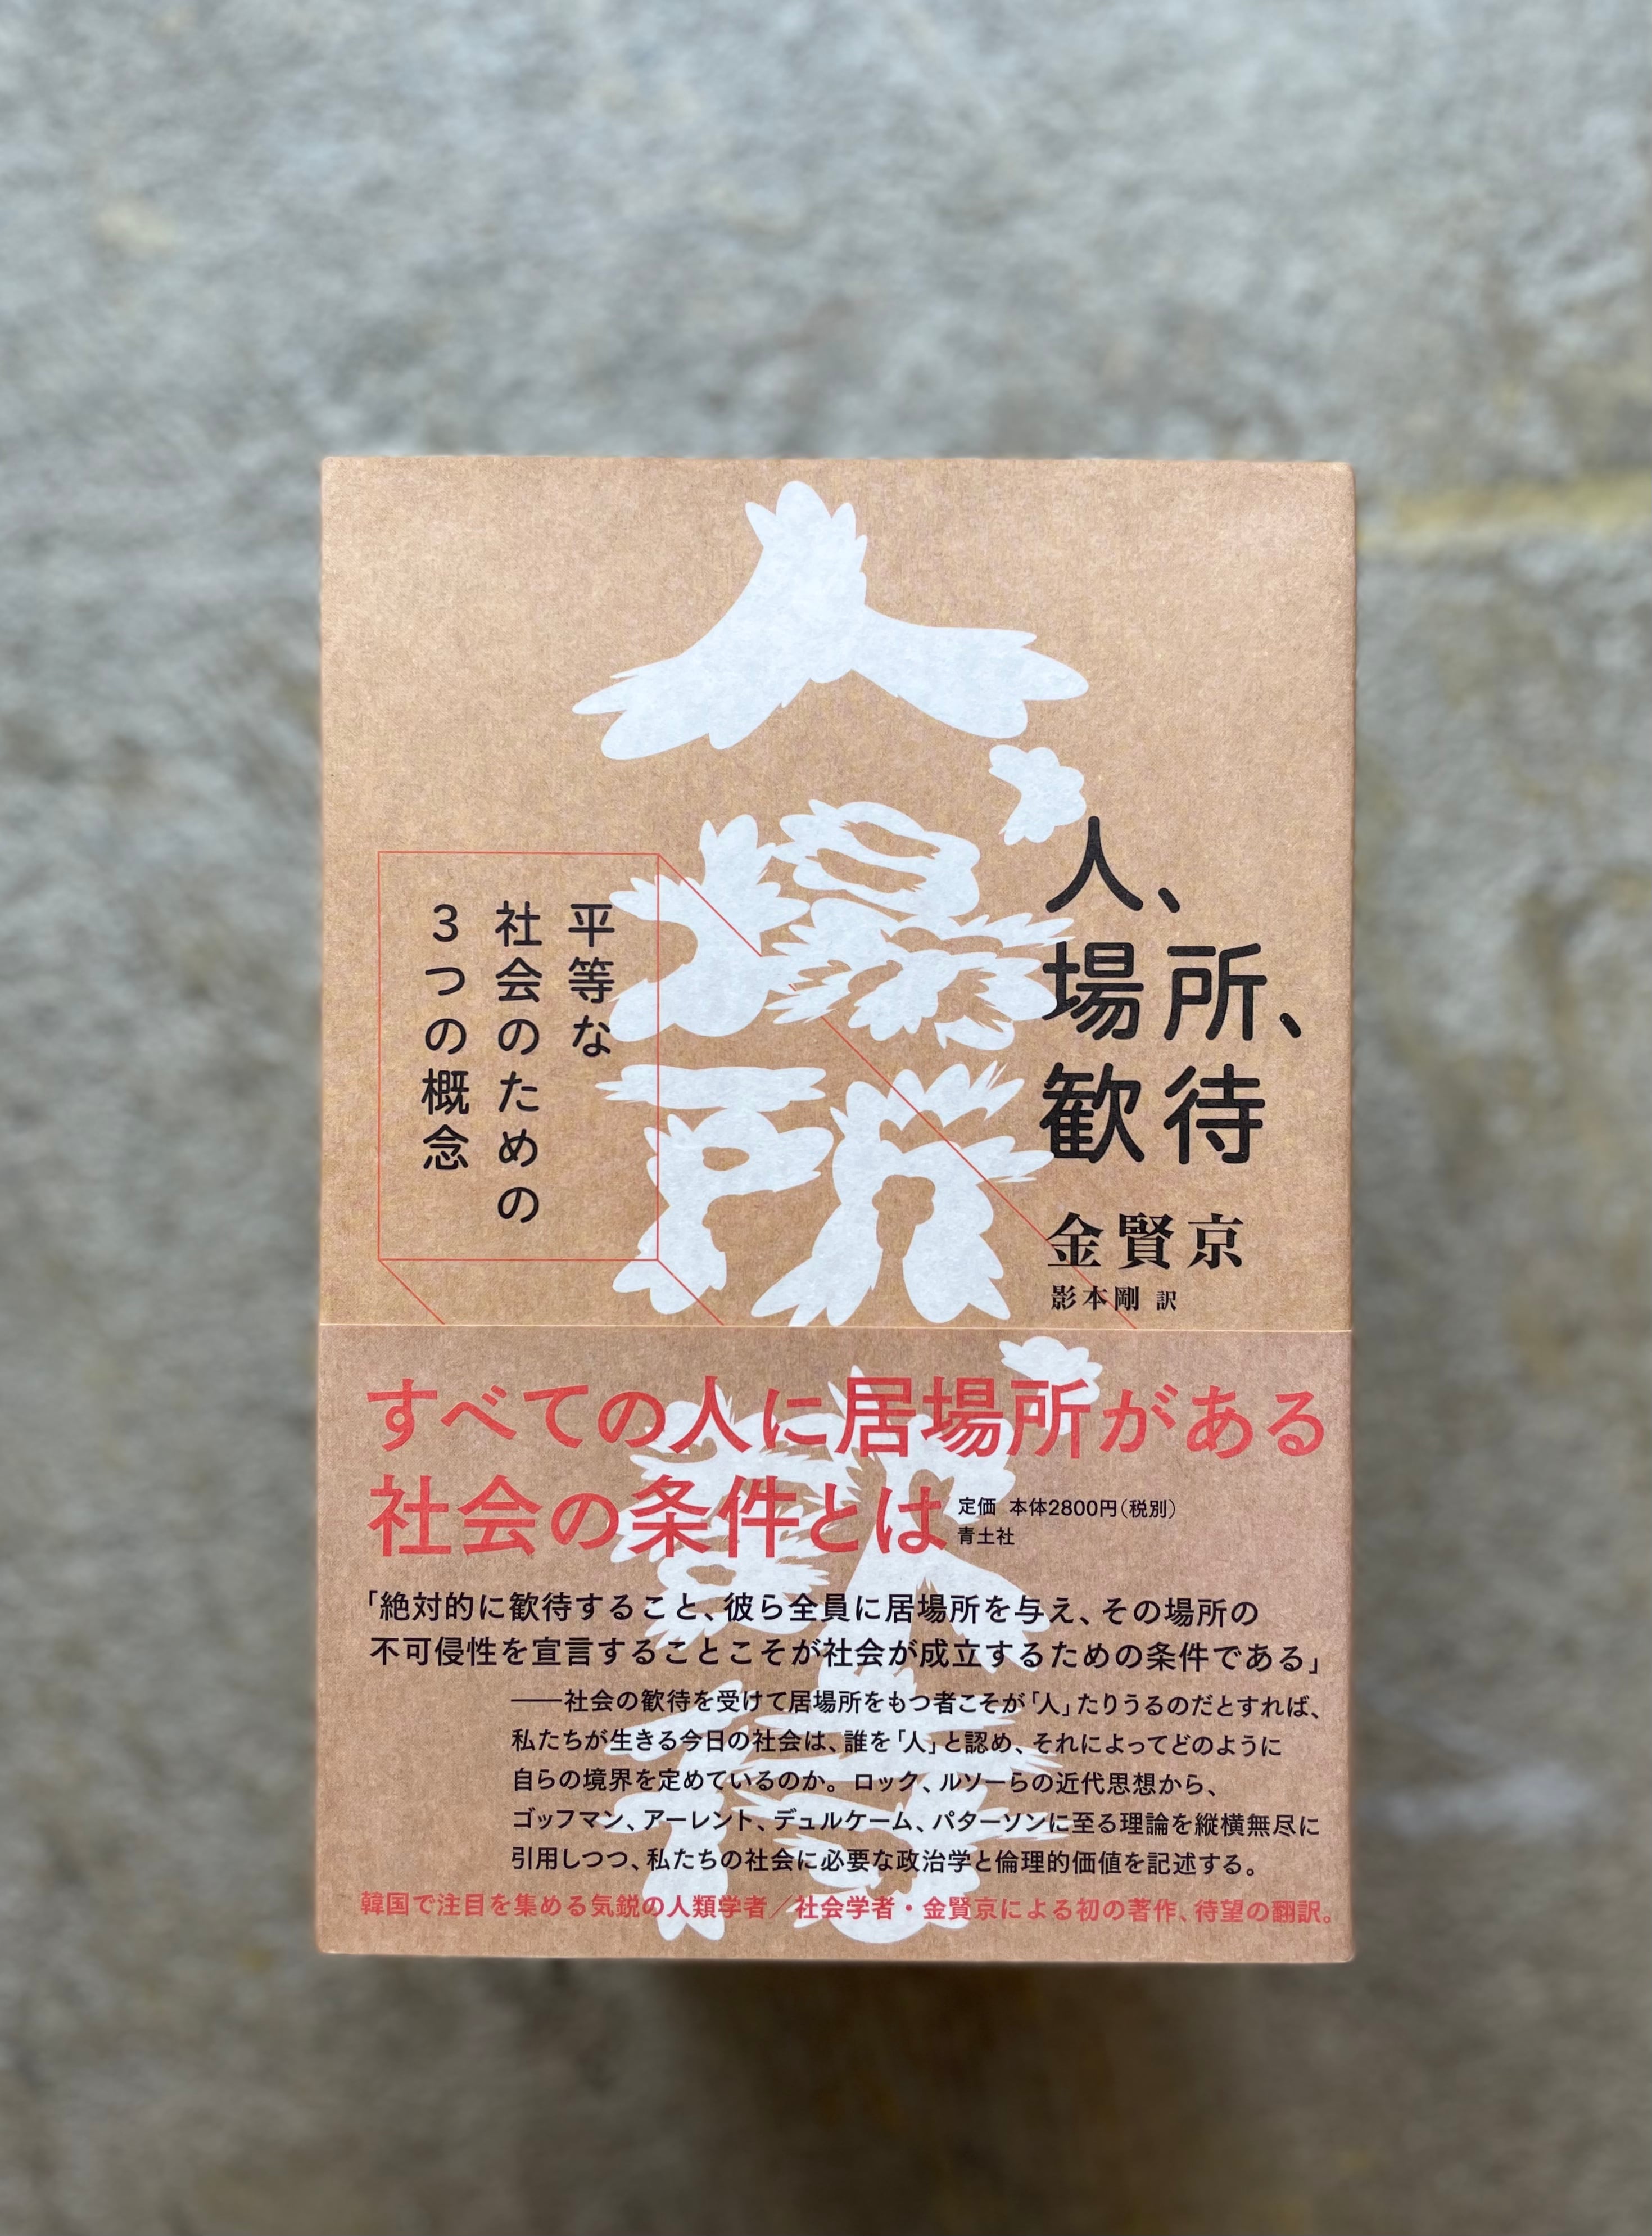 人、
場所、
歓待
人、
場所、
歓待
金賢京
影本剛 訳
平等な
社会のための
3つの概念
すべての人に居場所がある
社会の条件とは
定価 本体2800円（税別）
青土社
「絶対的に歓待すること、彼ら全員に居場所を与え、その場所の
不可侵性を宣言することこそが社会が成立するための条件である」
――社会の歓待を受けて居場所をもつ者こそが「人」たりうるのだとすれば、
私たちが生きる今日の社会は、誰を「人」と認め、それによってどのように
自らの境界を定めているのか。ロック、ルソーらの近代思想から、
ゴッフマン、アーレント、デュルケーム、パターソンに至る理論を縦横無尽に
引用しつつ、私たちの社会に必要な政治学と倫理的価値を記述する。
韓国で注目を集める気鋭の人類学者／社会学者・金賢京による初の著作、待望の翻訳。